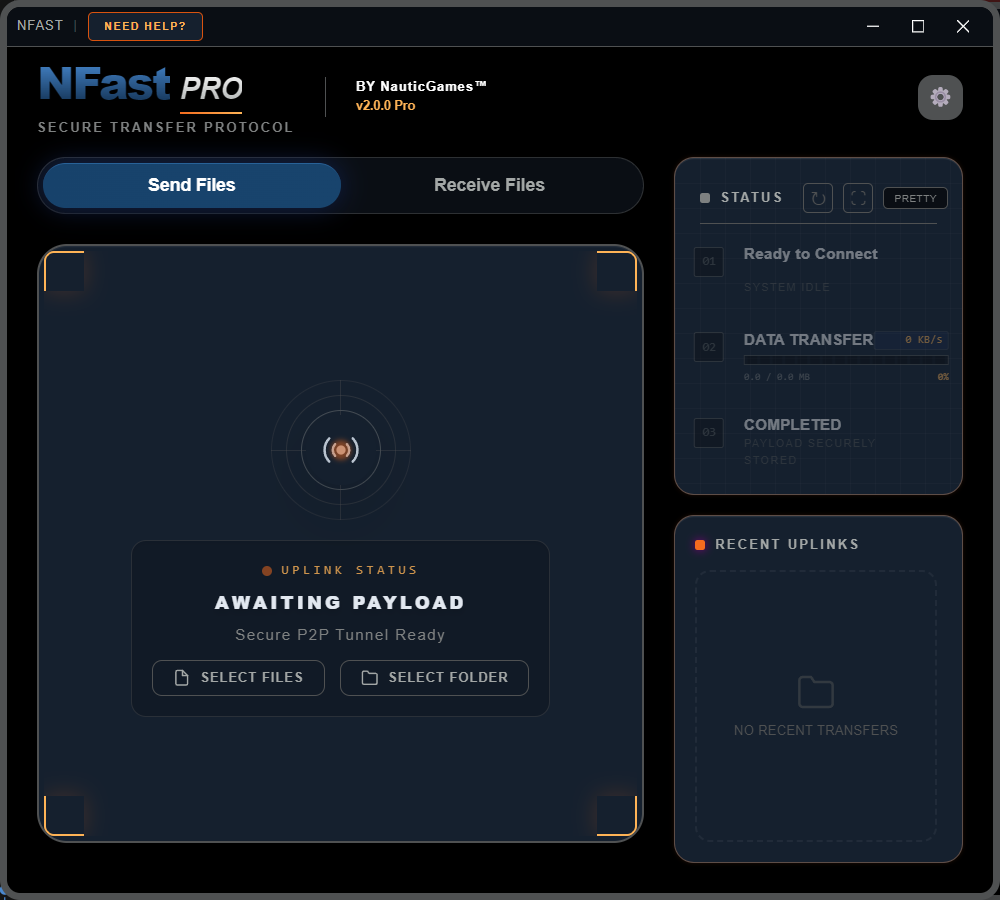 NFAST | NEED HELP?
NFast PRO
SECURE TRANSFER PROTOCOL
BY NauticGames™
v2.0.0 Pro
Send Files
Receive Files
UPLINK STATUS
AWAITING PAYLOAD
Secure P2P Tunnel Ready
SELECT FILES
SELECT FOLDER
STATUS
PRETTY
01
Ready to Connect
SYSTEM IDLE
02
DATA TRANSFER
0 KB/s
0.0 / 0.0 MB
0%
03
COMPLETED
PAYLOAD SECURELY
STORED
RECENT UPLINKS
NO RECENT TRANSFERS